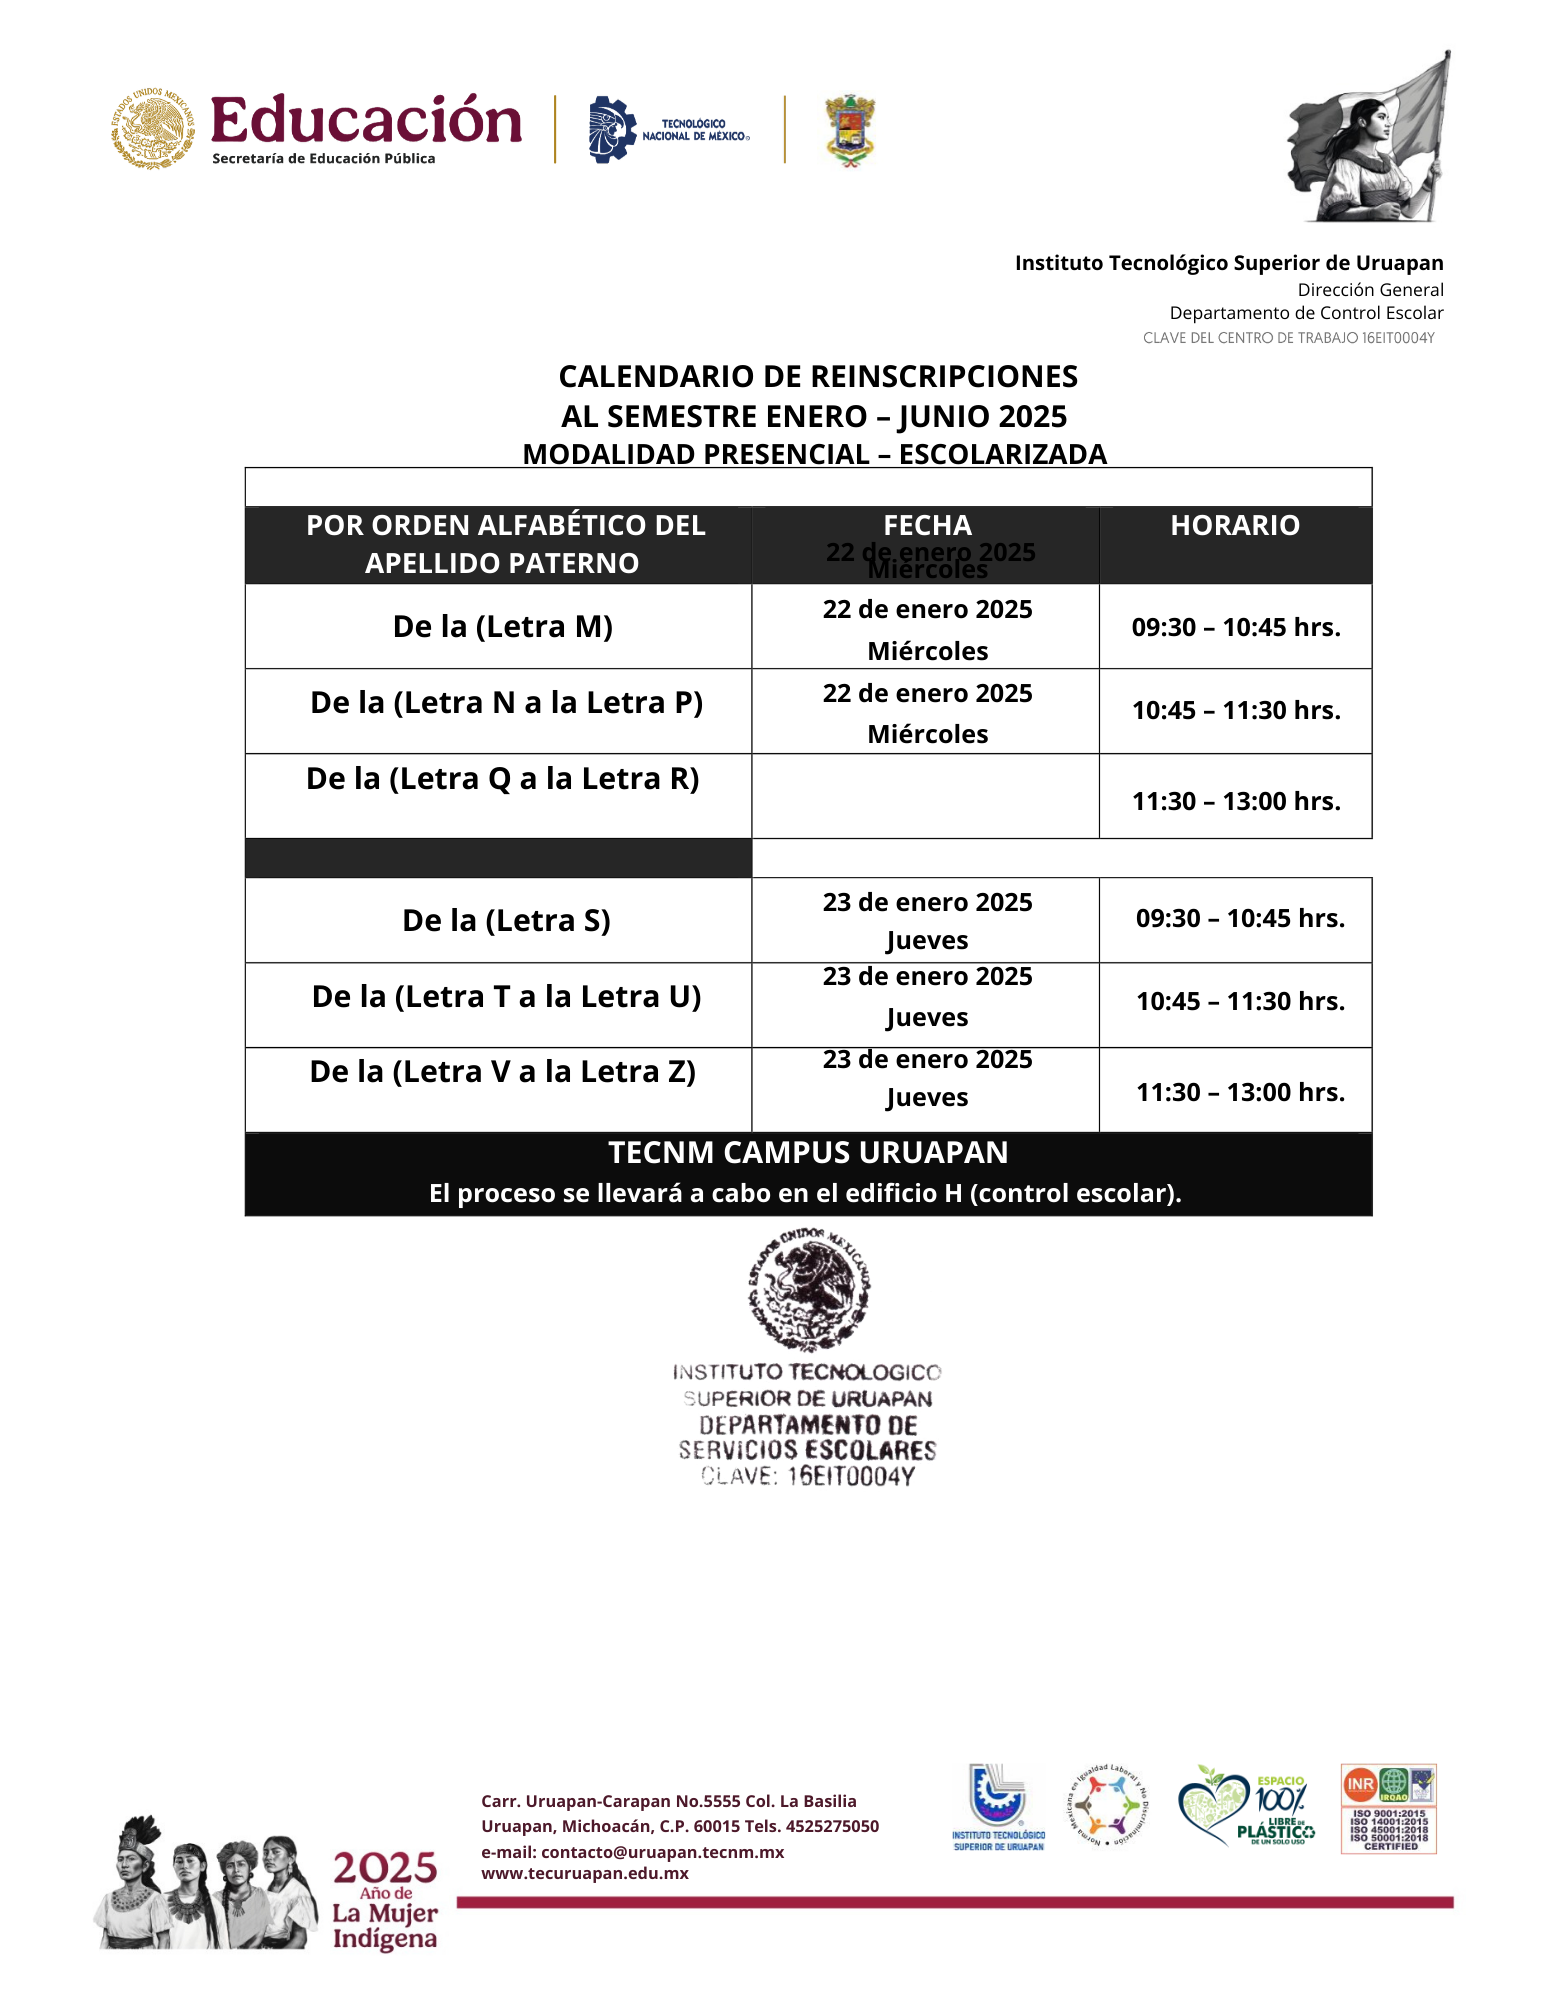 ESTADOS UNIDOS MEXICANOS
Educación
Secretaría de Educación Pública
TECNOLÓGICO
NACIONAL DE MÉXICO
Instituto Tecnológico Superior de Uruapan
Dirección General
Departamento de Control Escolar
CLAVE DEL CENTRO DE TRABAJO 16EIT0004Y
CALENDARIO DE REINSCRIPCIONES
AL SEMESTRE ENERO – JUNIO 2025
MODALIDAD PRESENCIAL – ESCOLARIZADA
POR ORDEN ALFABÉTICO DEL APELLIDO PATERNO
FECHA
HORARIO
22 de enero 2025
Miércoles
De la (Letra M)
22 de enero 2025
Miércoles
09:30 – 10:45 hrs.
De la (Letra N a la Letra P)
22 de enero 2025
Miércoles
10:45 – 11:30 hrs.
De la (Letra Q a la Letra R)
11:30 – 13:00 hrs.
De la (Letra S)
23 de enero 2025
Jueves
09:30 – 10:45 hrs.
De la (Letra T a la Letra U)
23 de enero 2025
Jueves
10:45 – 11:30 hrs.
De la (Letra V a la Letra Z)
23 de enero 2025
Jueves
11:30 – 13:00 hrs.
TECNM CAMPUS URUAPAN
El proceso se llevará a cabo en el edificio H (control escolar).
ESTADOS UNIDOS MEXICANOS
INSTITUTO TECNOLOGICO
SUPERIOR DE URUAPAN
DEPARTAMENTO DE
SERVICIOS ESCOLARES
CLAVE: 16EIT0004Y
2025
Año de
La Mujer
Indígena
Carr. Uruapan-Carapan No.5555 Col. La Basilia
Uruapan, Michoacán, C.P. 60015 Tels. 4525275050
e-mail: contacto@uruapan.tecnm.mx
www.tecuruapan.edu.mx
INSTITUTO TECNOLÓGICO
SUPERIOR DE URUAPAN
Norma Mexicana en Igualdad Laboral y No Discriminación
ESPACIO
100%
LIBRE DE
PLÁSTICO
DE UN SOLO USO
INR
IRQAO
ISO 9001:2015
ISO 14001:2015
ISO 45001:2018
ISO 50001:2018
CERTIFIED